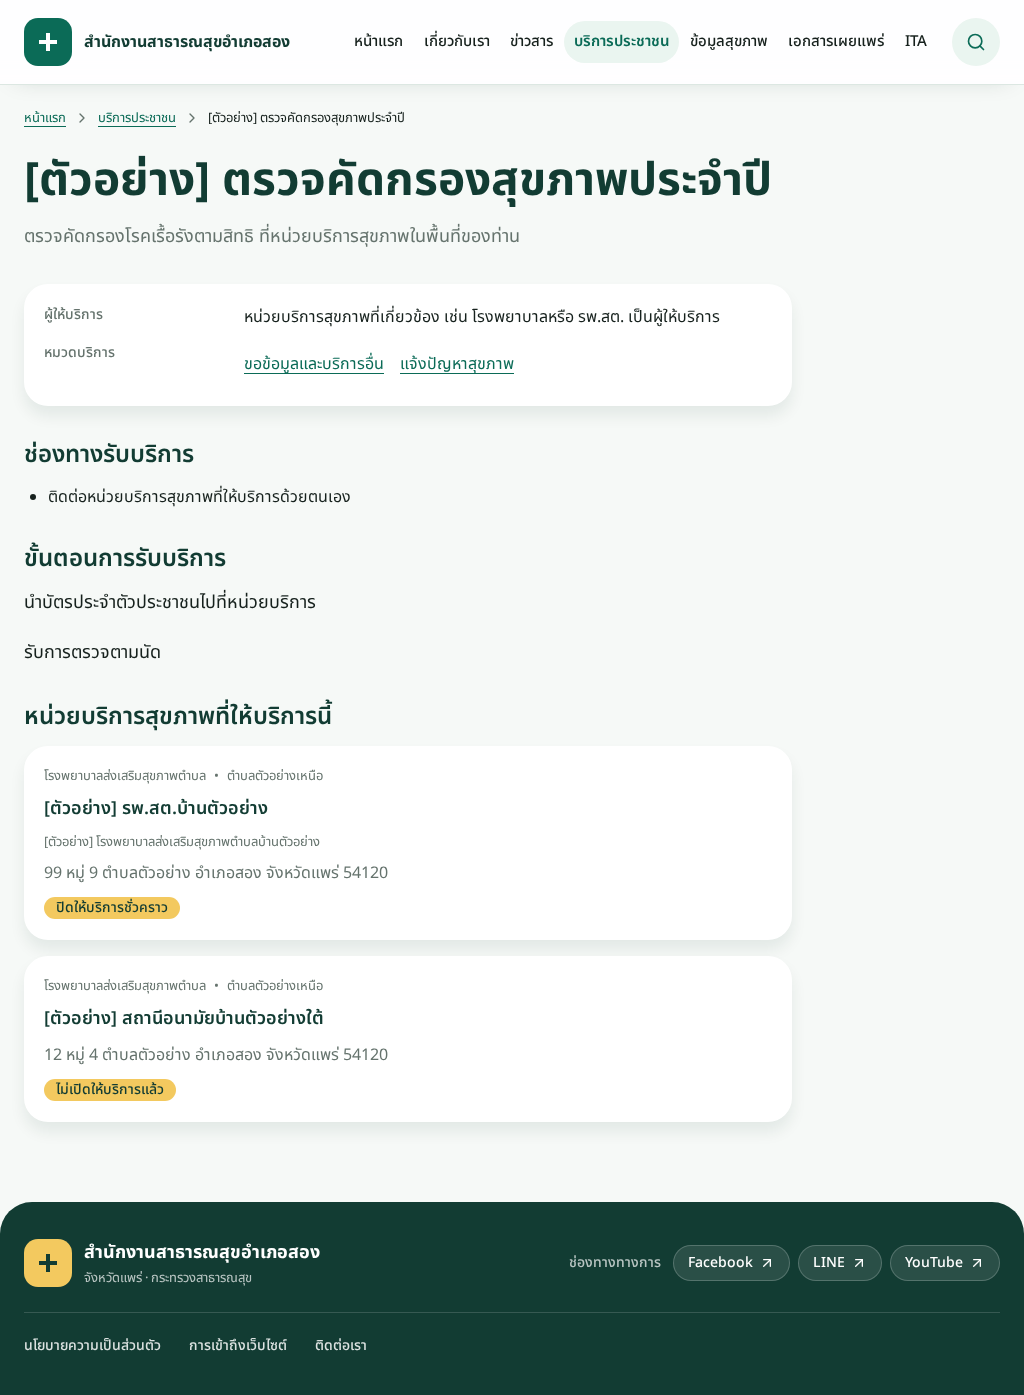 สำนักงานสาธารณสุขอำเภอสอง
หน้าแรก เกี่ยวกับเรา ข่าวสาร บริการประชาชน ข้อมูลสุขภาพ เอกสารเผยแพร่ ITA
หน้าแรก บริการประชาชน [ตัวอย่าง] ตรวจคัดกรองสุขภาพประจำปี
[ตัวอย่าง] ตรวจคัดกรองสุขภาพประจำปี
ตรวจคัดกรองโรคเรื้อรังตามสิทธิ ที่หน่วยบริการสุขภาพในพื้นที่ของท่าน
ผู้ให้บริการ หน่วยบริการสุขภาพที่เกี่ยวข้อง เช่น โรงพยาบาลหรือ รพ.สต. เป็นผู้ให้บริการ
หมวดบริการ ขอข้อมูลและบริการอื่น แจ้งปัญหาสุขภาพ
ช่องทางรับบริการ
• ติดต่อหน่วยบริการสุขภาพที่ให้บริการด้วยตนเอง
ขั้นตอนการรับบริการ
นำบัตรประจำตัวประชาชนไปที่หน่วยบริการ
รับการตรวจตามนัด
หน่วยบริการสุขภาพที่ให้บริการนี้
โรงพยาบาลส่งเสริมสุขภาพตำบล • ตำบลตัวอย่างเหนือ
[ตัวอย่าง] รพ.สต.บ้านตัวอย่าง
[ตัวอย่าง] โรงพยาบาลส่งเสริมสุขภาพตำบลบ้านตัวอย่าง
99 หมู่ 9 ตำบลตัวอย่าง อำเภอสอง จังหวัดแพร่ 54120
ปิดให้บริการชั่วคราว
โรงพยาบาลส่งเสริมสุขภาพตำบล • ตำบลตัวอย่างเหนือ
[ตัวอย่าง] สถานีอนามัยบ้านตัวอย่างใต้
12 หมู่ 4 ตำบลตัวอย่าง อำเภอสอง จังหวัดแพร่ 54120
ไม่เปิดให้บริการแล้ว
สำนักงานสาธารณสุขอำเภอสอง
จังหวัดแพร่ · กระทรวงสาธารณสุข
ช่องทางทางการ Facebook LINE YouTube
นโยบายความเป็นส่วนตัว การเข้าถึงเว็บไซต์ ติดต่อเรา